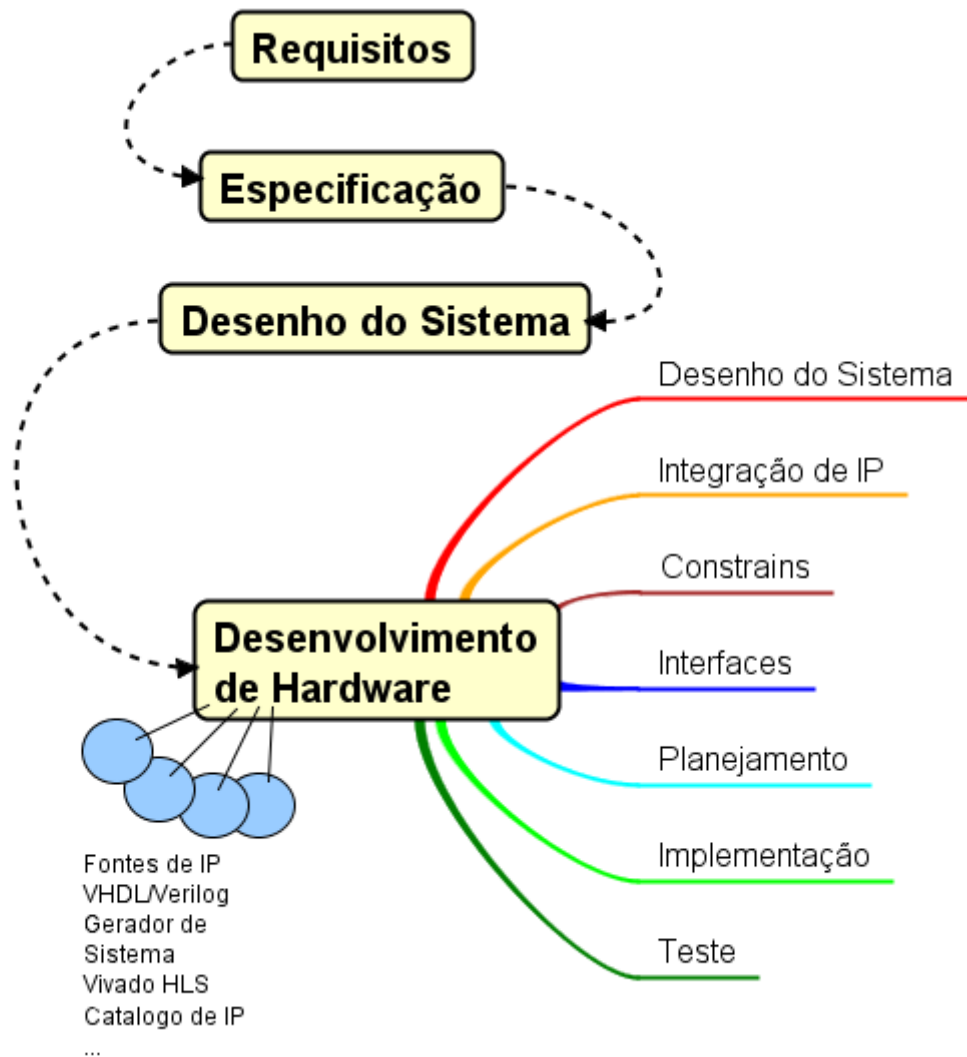 Requisitos
Especificação
Desenho do Sistema
Desenho do Sistema
Integração de IP
Constrains
Desenvolvimento
de Hardware
Interfaces
Planejamento
Implementação
Teste
Fontes de IP
VHDL/Verilog
Gerador de
Sistema
Vivado HLS
Catalogo de IP
...